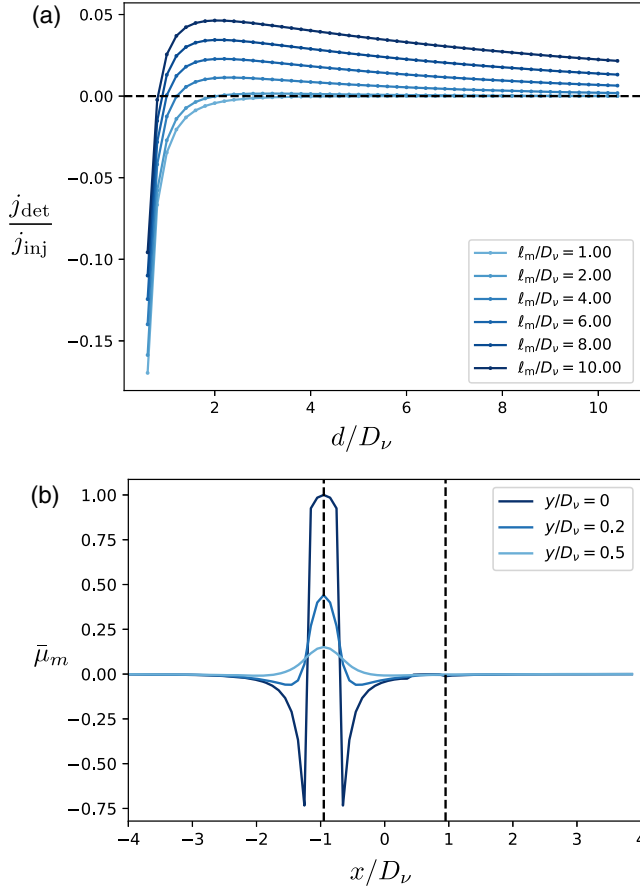 (a)
0.05
0.00
−0.05
−0.10
−0.15
j_det
j_inj
ℓ_m/D_ν = 1.00
ℓ_m/D_ν = 2.00
ℓ_m/D_ν = 4.00
ℓ_m/D_ν = 6.00
ℓ_m/D_ν = 8.00
ℓ_m/D_ν = 10.00
2 4 6 8 10
d/D_ν
(b)
1.00
0.75
0.50
0.25
0.00
−0.25
−0.50
−0.75
μ̄_m
y/D_ν = 0
y/D_ν = 0.2
y/D_ν = 0.5
−4 −3 −2 −1 0 1 2 3 4
x/D_ν